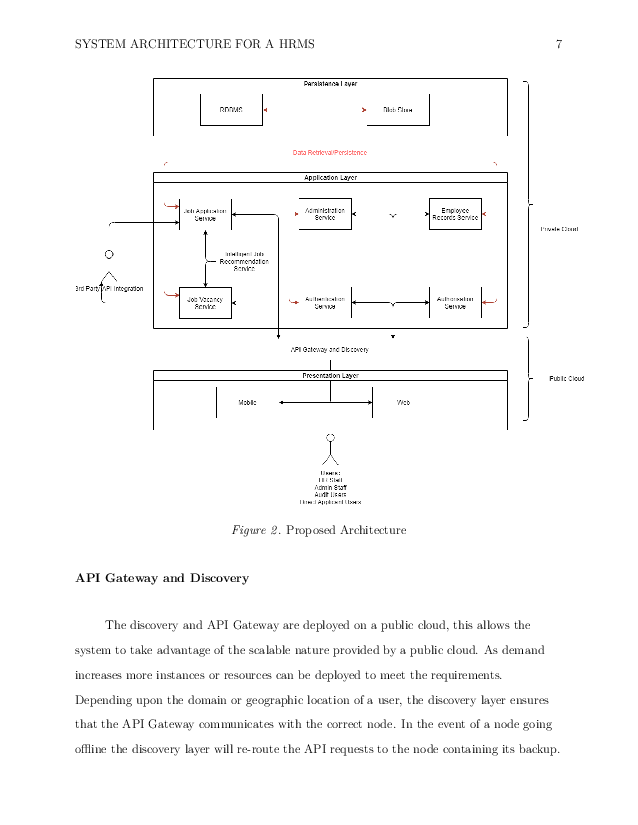 SYSTEM ARCHITECTURE FOR A HRMS 7
Persistence Layer
RDBMS
Blob Store
Data Retrieval/Persistence
Application Layer
Job Application
Service
Administration
Service
Employee
Records Service
Private Cloud
Intelligent Job
Recommendation
Service
3rd Party API Integration
Job Vacancy
Service
Authentication
Service
Authorisation
Service
API Gateway and Discovery
Presentation Layer
Public Cloud
Mobile
Web
Users:
HR Staff
Admin Staff
Audit Users
Direct Applicant Users
Figure 2. Proposed Architecture
API Gateway and Discovery
The discovery and API Gateway are deployed on a public cloud, this allows the
system to take advantage of the scalable nature provided by a public cloud. As demand
increases more instances or resources can be deployed to meet the requirements.
Depending upon the domain or geographic location of a user, the discovery layer ensures
that the API Gateway communicates with the correct node. In the event of a node going
offline the discovery layer will re-route the API requests to the node containing its backup.